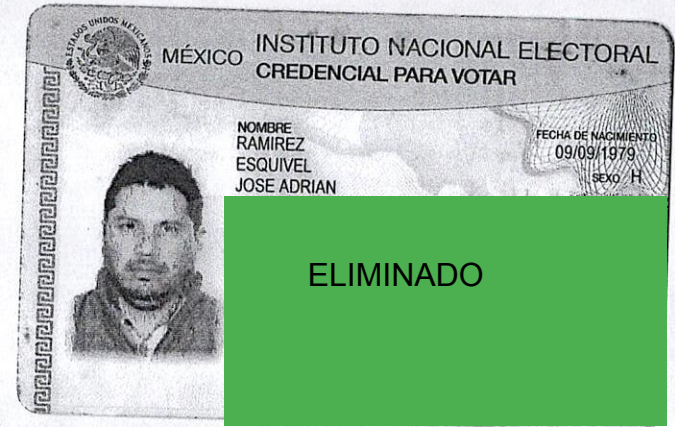 ESTADOS UNIDOS MEXICANOS
MÉXICO INSTITUTO NACIONAL ELECTORAL
CREDENCIAL PARA VOTAR
NOMBRE
RAMIREZ
ESQUIVEL
JOSE ADRIAN
FECHA DE NACIMIENTO
09/09/1979
SEXO H
ELIMINADO